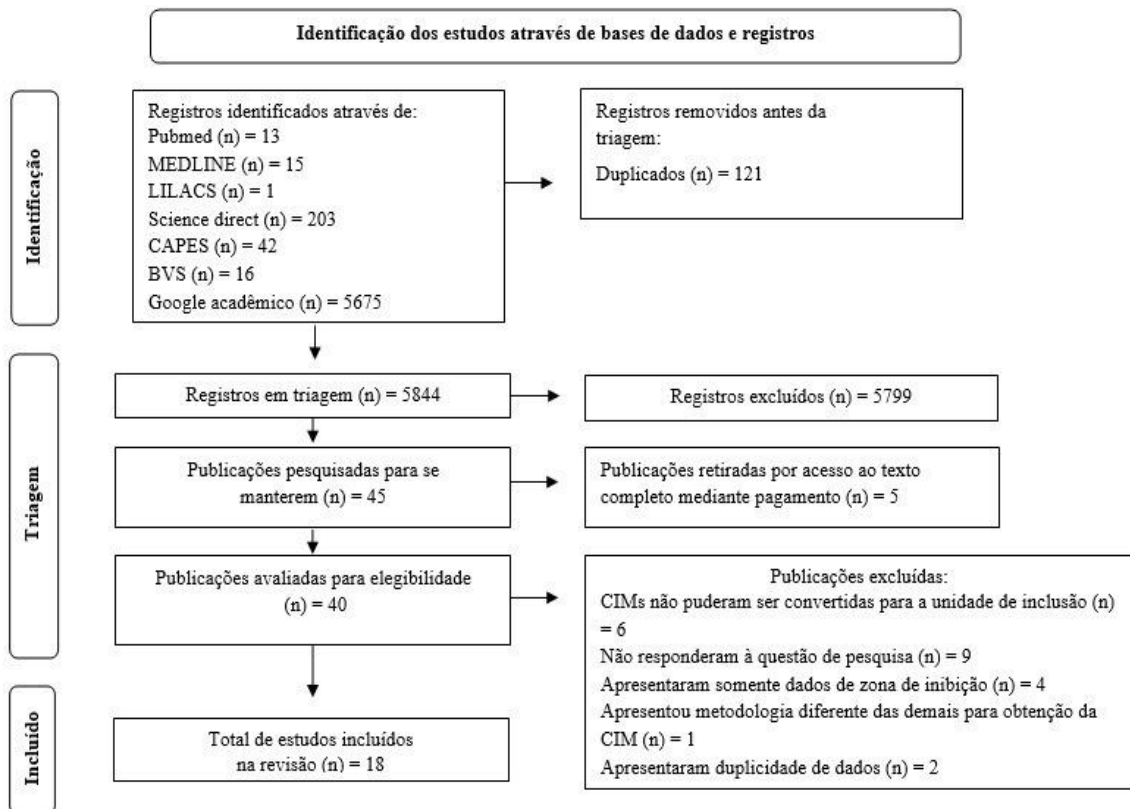 Identificação dos estudos através de bases de dados e registros
Identificação
Registros identificados através de:
Pubmed (n) = 13
MEDLINE (n) = 15
LILACS (n) = 1
Science direct (n) = 203
CAPES (n) = 42
BVS (n) = 16
Google acadêmico (n) = 5675
Registros removidos antes da
triagem:
Duplicados (n) = 121
Triagem
Registros em triagem (n) = 5844
Registros excluídos (n) = 5799
Publicações pesquisadas para se
manterem (n) = 45
Publicações retiradas por acesso ao texto
completo mediante pagamento (n) = 5
Publicações avaliadas para elegibilidade
(n) = 40
Publicações excluídas:
CIMs não puderam ser convertidas para a unidade de inclusão (n)
= 6
Não responderam à questão de pesquisa (n) = 9
Apresentaram somente dados de zona de inibição (n) = 4
Apresentou metodologia diferente das demais para obtenção da
CIM (n) = 1
Apresentaram duplicidade de dados (n) = 2
Incluído
Total de estudos incluídos
na revisão (n) = 18